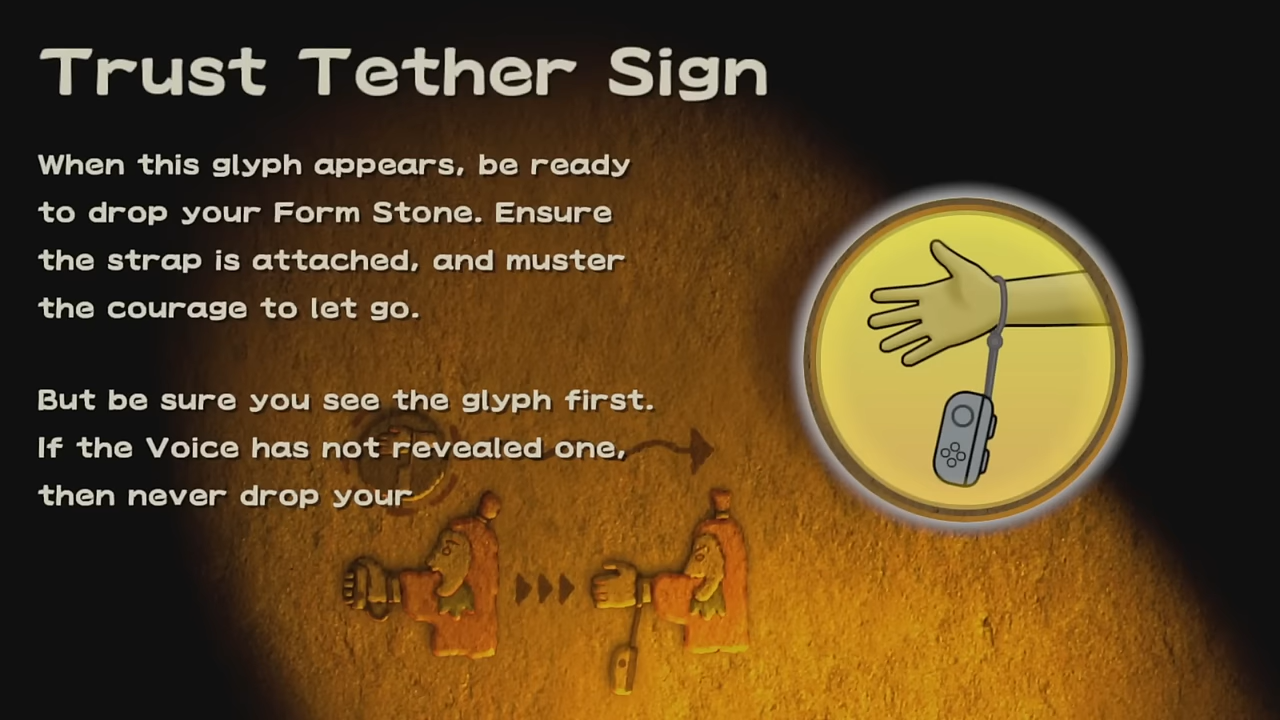 Trust Tether Sign
When this glyph appears, be ready
to drop your Form Stone. Ensure
the strap is attached, and muster
the courage to let go.
But be sure you see the glyph first.
If the Voice has not revealed one,
then never drop your